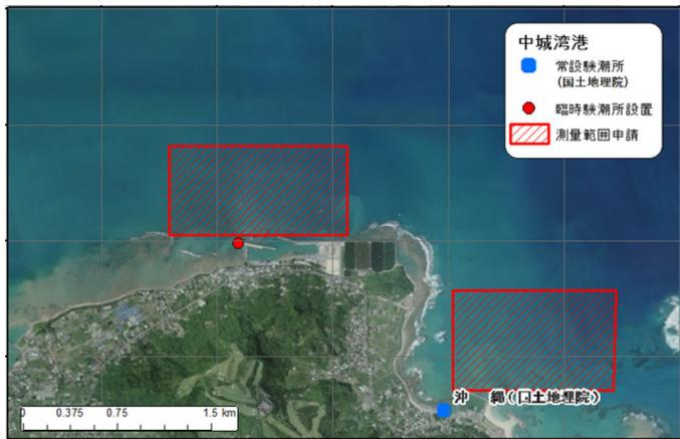 中城湾港
常設験潮所
(国土地理院)
臨時験潮所設置
測量範囲申請
沖 縄(国土地理院)
0 0.375 0.75 1.5 km